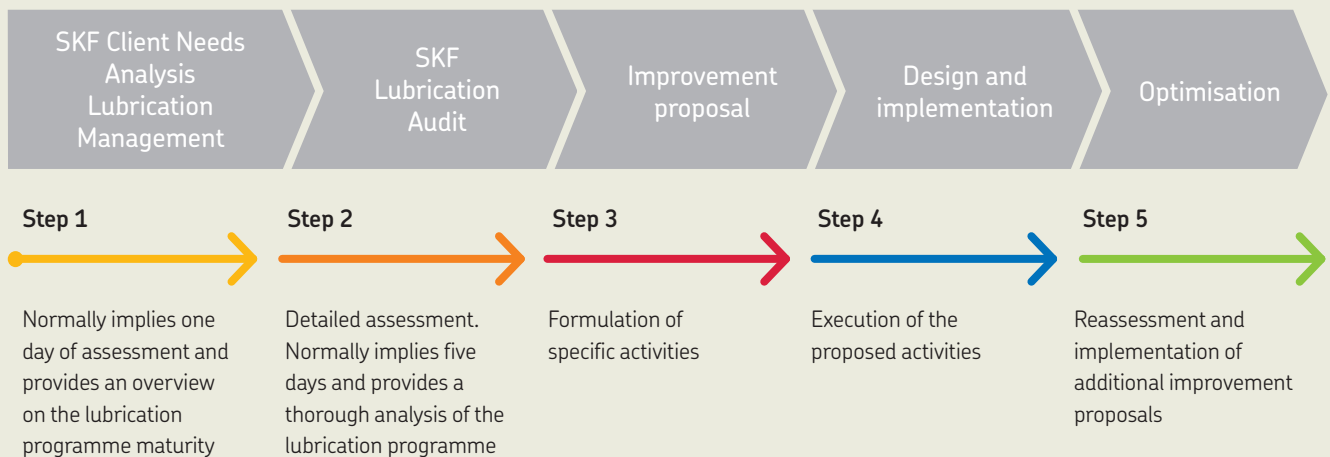 SKF Client Needs
Analysis
Lubrication
Management
SKF
Lubrication
Audit
Improvement
proposal
Design and
implementation
Optimisation
Step 1
Normally implies one
day of assessment and
provides an overview
on the lubrication
programme maturity
Step 2
Detailed assessment.
Normally implies five
days and provides a
thorough analysis of the
lubrication programme
Step 3
Formulation of
specific activities
Step 4
Execution of the
proposed activities
Step 5
Reassessment and
implementation of
additional improvement
proposals